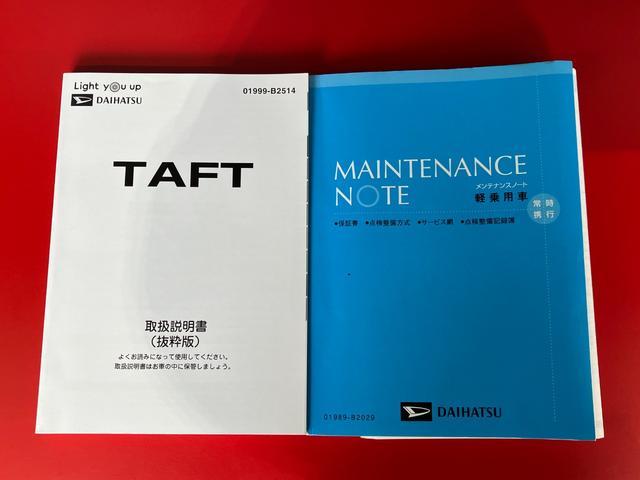 Light you up
DAIHATSU
01999-B2514
TAFT
取扱説明書
（抜粋版）
よくお読みになって使用してください。
取扱説明書はお車の中に保管しましょう。
MAINTENANCE
NOTE
メンテナンスノート
軽乗用車
常時
携行
●保証書 ●点検整備方式 ●サービス網 ●点検整備記録簿
01989-B2029
DAIHATSU